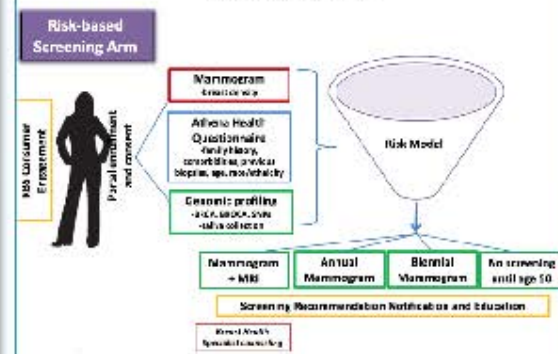 Risk-based
Screening Arm
Mammogram
-breast density
Athena Health
Questionnaire
-family history,
comorbidities, previous
biopsies, age, race/ethnicity
Genomic profiling
-saliva collection
Consumer
Engagement
and consent
Risk Model
Mammogram
+ MRI
Annual
Mammogram
Biennial
Mammogram
No screening
until age 50
Screening Recommendation Notification and Education
Breast Health
Specialist counseling